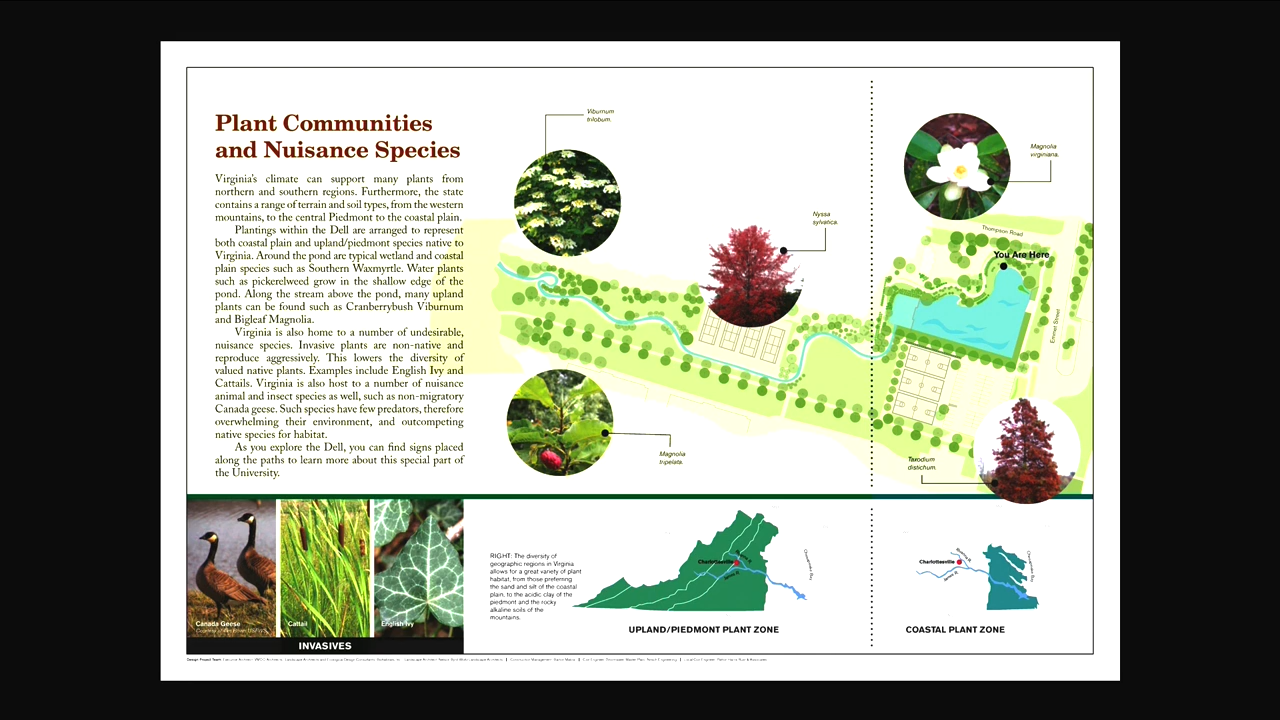 Plant Communities
and Nuisance Species
Virginia's climate can support many plants from
northern and southern regions. Furthermore, the state
contains a range of terrain and soil types, from the western
mountains, to the central Piedmont to the coastal plain.
Plantings within the Dell are arranged to represent
both coastal plain and upland/piedmont species native to
Virginia. Around the pond are typical wetland and coastal
plain species such as Southern Waxmyrtle. Water plants
such as pickerelweed grow in the shallow edge of the
pond. Along the stream above the pond, many upland
plants can be found such as Cranberrybush Viburnum
and Bigleaf Magnolia.
Virginia is also home to a number of undesirable,
nuisance species. Invasive plants are non-native and
reproduce aggressively. This lowers the diversity of
valued native plants. Examples include English Ivy and
Cattails. Virginia is also host to a number of nuisance
animal and insect species as well, such as non-migratory
Canada geese. Such species have few predators, therefore
overwhelming their environment, and outcompeting
native species for habitat.
As you explore the Dell, you can find signs placed
along the paths to learn more about this special part of
the University.
Viburnum
trilobum.
Nyssa
sylvatica.
Magnolia
virginiana.
Thompson Road
You Are Here
Emmet Street
Magnolia
tripelata.
Taxodium
distichum.
Canada Geese
Cattail
English Ivy
INVASIVES
RIGHT: The diversity of
geographic regions in Virginia
allows for a great variety of plant
habitat, from those preferring
the sand and silt of the coastal
plain, to the acidic clay of the
piedmont and the rocky
alkaline soils of the
mountains.
Charlottesville
James R.
Chesapeake Bay
UPLAND/PIEDMONT PLANT ZONE
Charlottesville
James R.
Chesapeake Bay
COASTAL PLANT ZONE
Design Project Team: